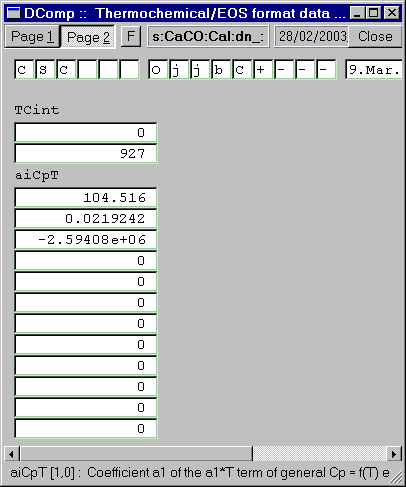 DComp :: Thermochemical/EOS format data ...
Page 1 Page 2 F s:CaCO:Cal:dn_: 28/02/2003 Close
C S C O j j b C + - - - 9.Mar.
TCint
0
927
aiCpT
104.516
0.0219242
-2.59408e+06
0
0
0
0
0
0
0
0
0
aiCpT [1,0] : Coefficient a1 of the a1*T term of general Cp = f(T) e